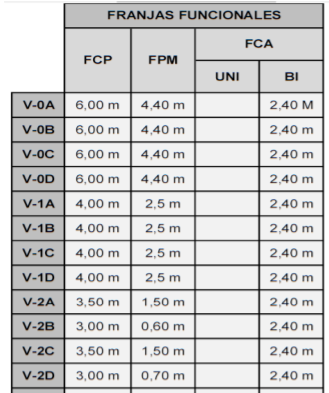 FRANJAS FUNCIONALES
FCP FPM FCA
UNI BI
V-0A 6,00 m 4,40 m 2,40 M
V-0B 6,00 m 4,40 m 2,40 m
V-0C 6,00 m 4,40 m 2,40 m
V-0D 6,00 m 4,40 m 2,40 m
V-1A 4,00 m 2,5 m 2,40 m
V-1B 4,00 m 2,5 m 2,40 m
V-1C 4,00 m 2,5 m 2,40 m
V-1D 4,00 m 2,5 m 2,40 m
V-2A 3,50 m 1,50 m 2,40 m
V-2B 3,00 m 0,60 m 2,40 m
V-2C 3,50 m 1,50 m 2,40 m
V-2D 3,00 m 0,70 m 2,40 m